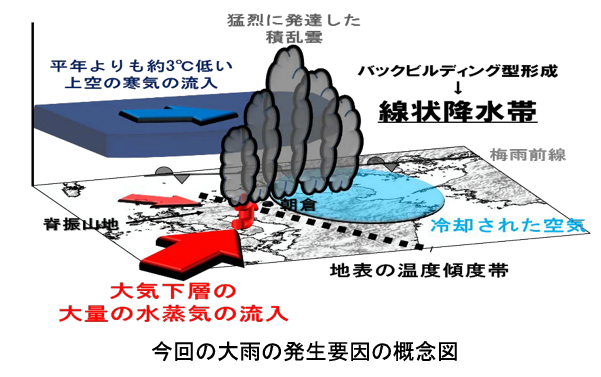 猛烈に発達した
積乱雲
平年よりも約3℃低い
上空の寒気の流入
バックビルディング型形成
↓
線状降水帯
梅雨前線
朝倉
脊振山地
冷却された空気
地表の温度傾度帯
大気下層の
大量の水蒸気の流入
今回の大雨の発生要因の概念図